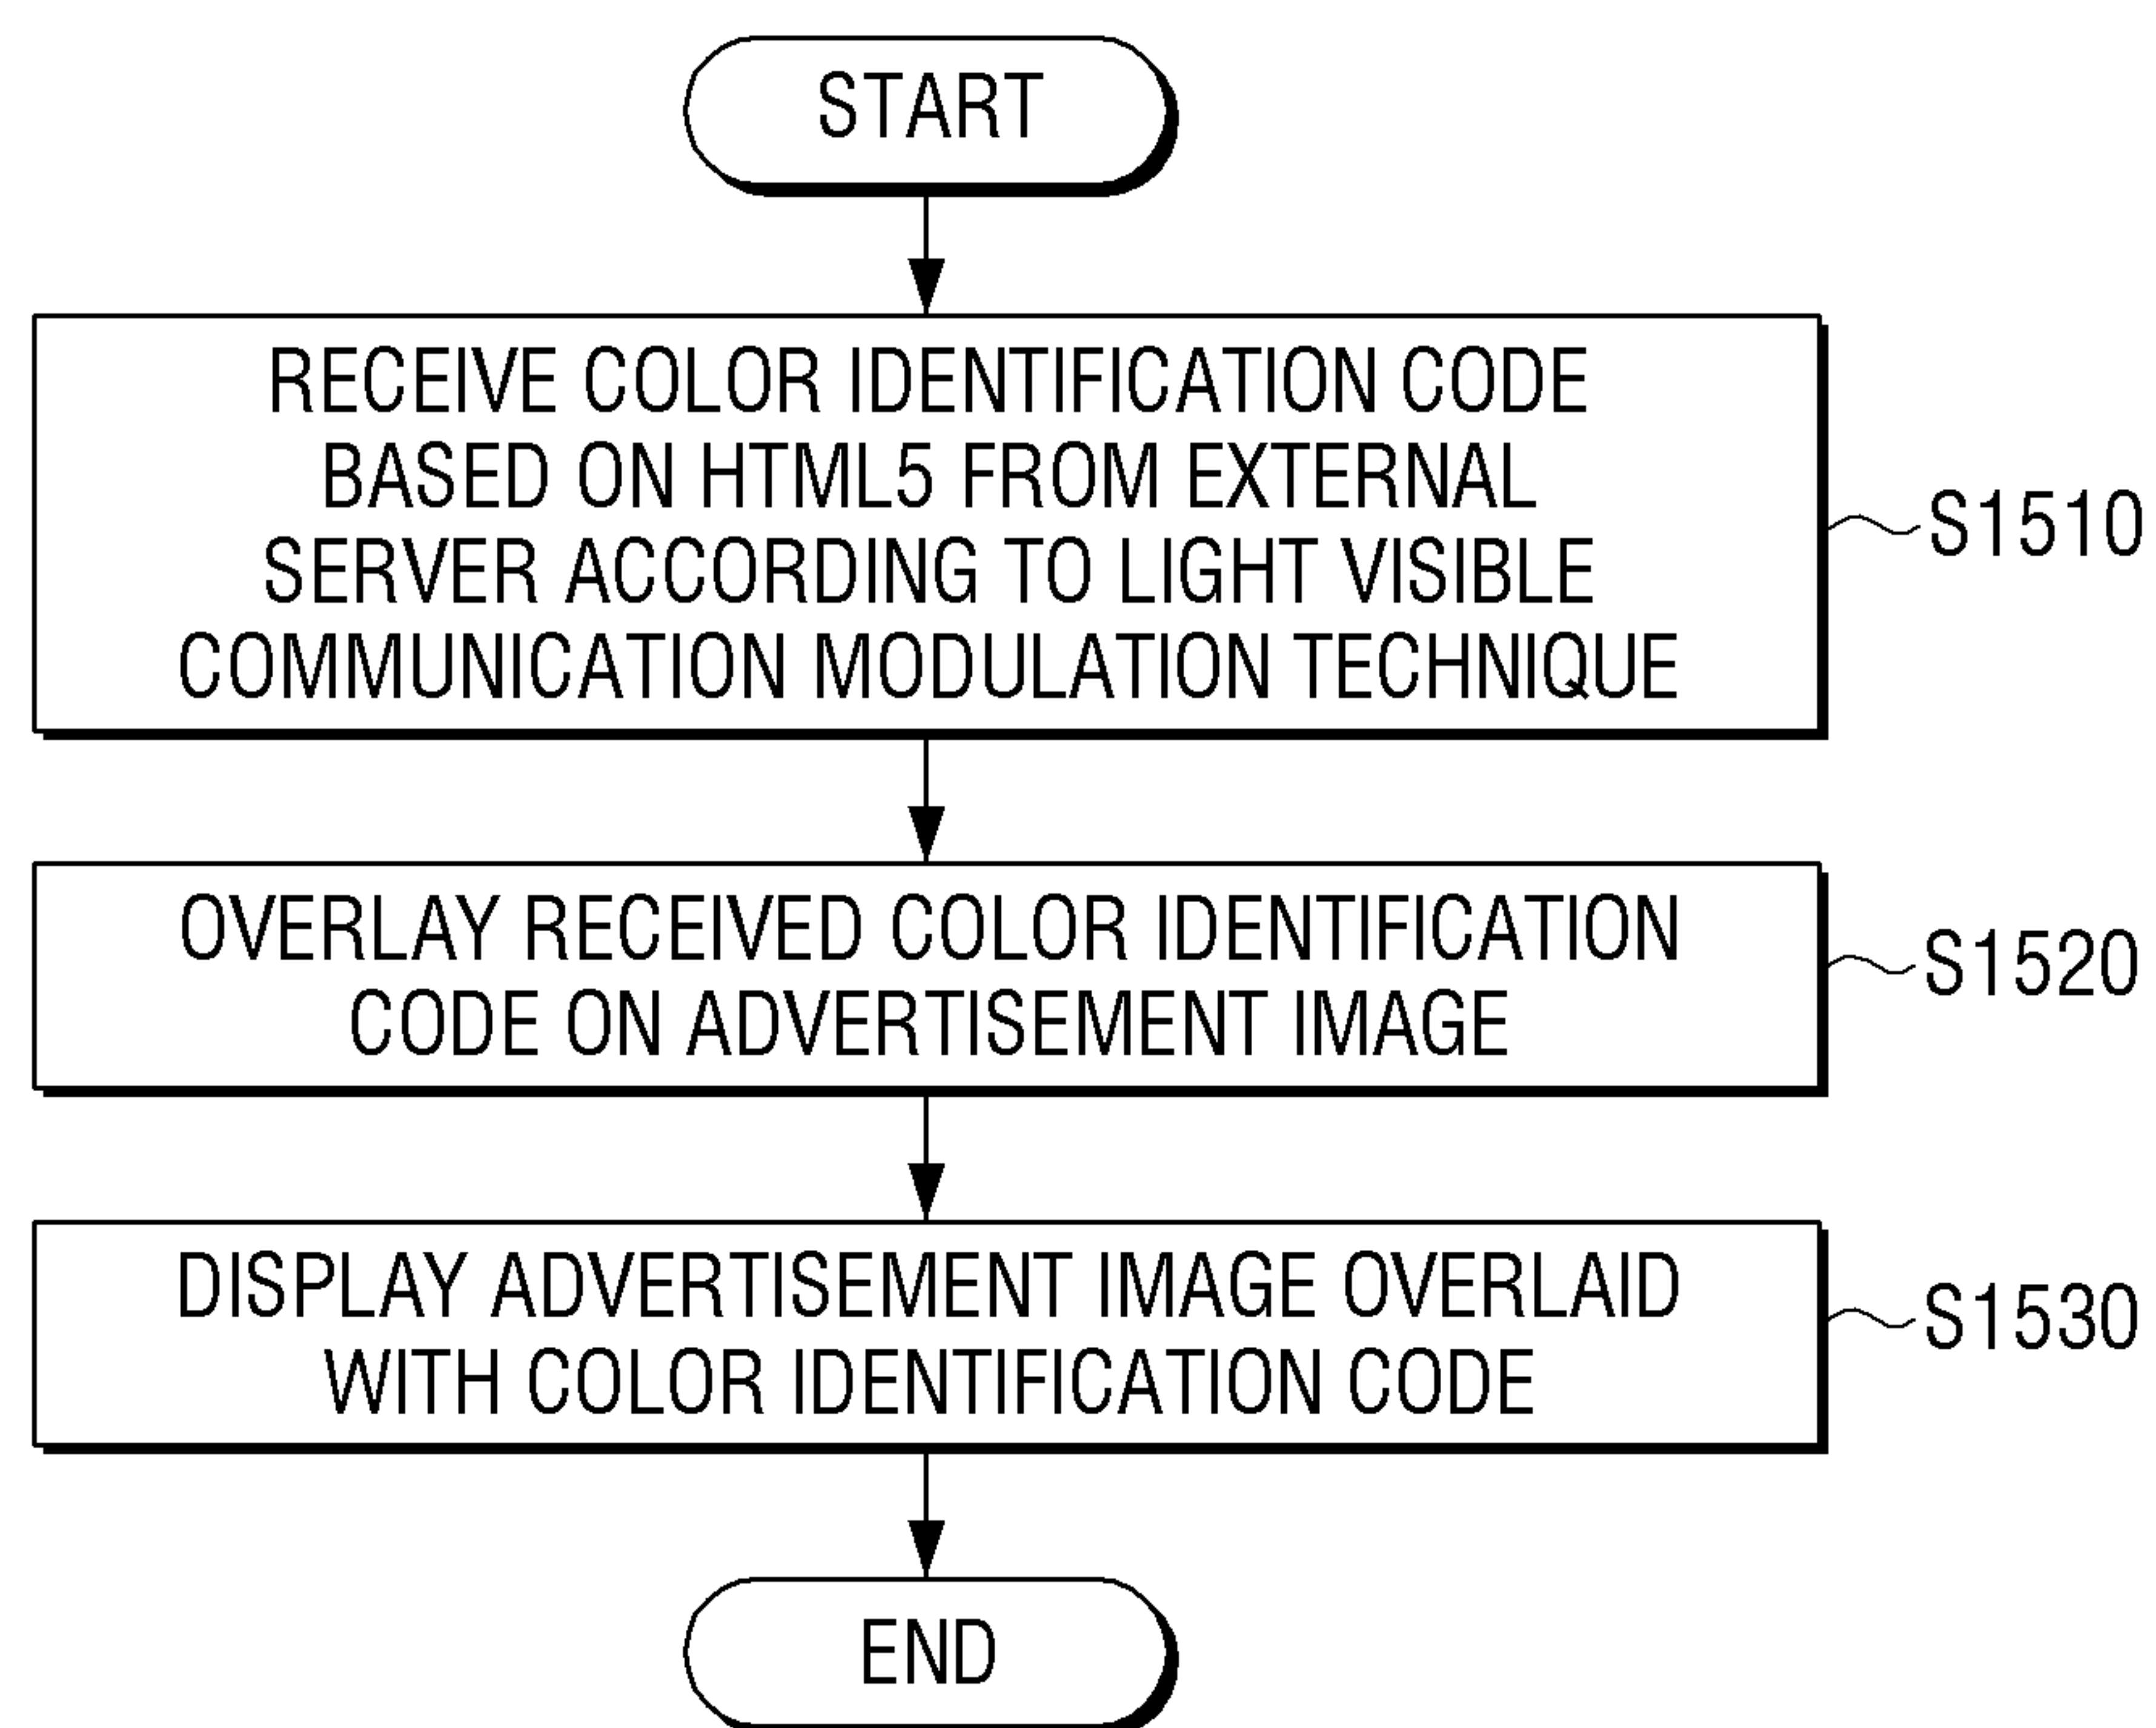 START
RECEIVE COLOR IDENTIFICATION CODE
BASED ON HTML5 FROM EXTERNAL
SERVER ACCORDING TO LIGHT VISIBLE
COMMUNICATION MODULATION TECHNIQUE
S1510
OVERLAY RECEIVED COLOR IDENTIFICATION
CODE ON ADVERTISEMENT IMAGE
S1520
DISPLAY ADVERTISEMENT IMAGE OVERLAID
WITH COLOR IDENTIFICATION CODE
S1530
END